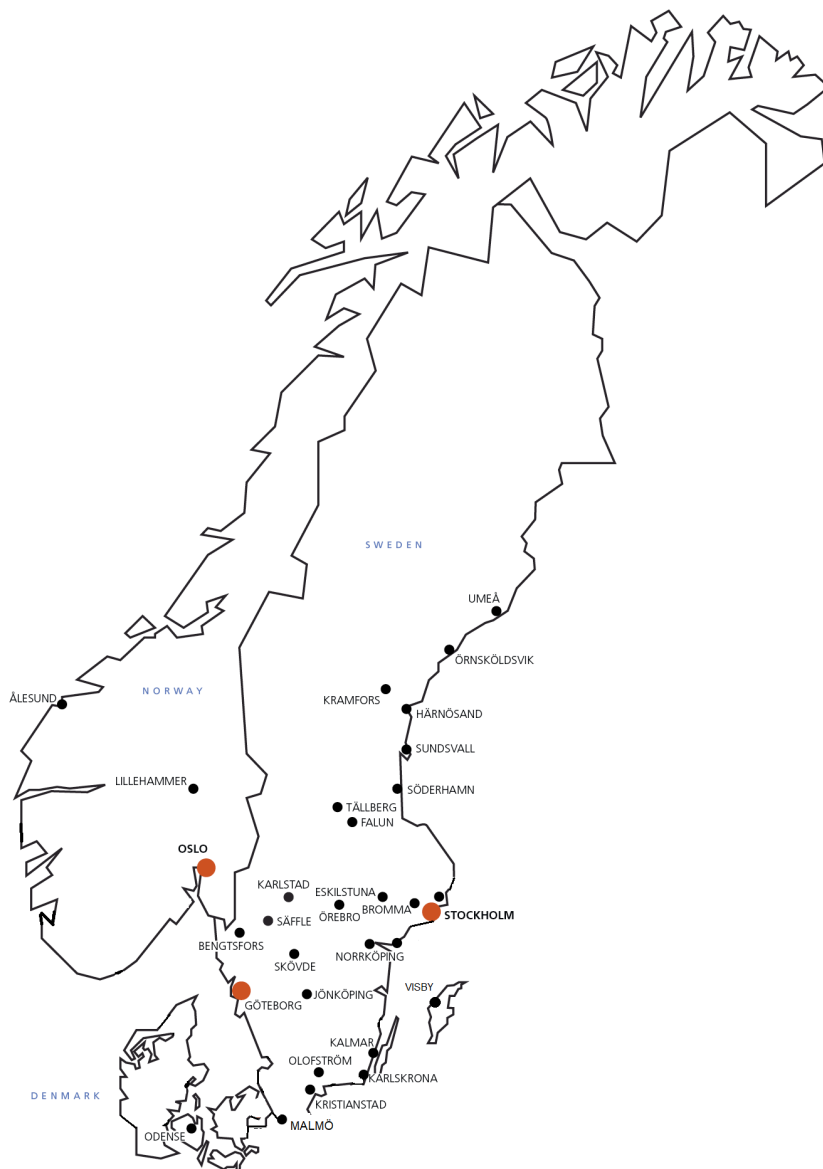 SWEDEN
UMEÅ
ÖRNSKÖLDSVIK
NORWAY
KRAMFORS
ÅLESUND
HÄRNÖSAND
SUNDSVALL
LILLEHAMMER
SÖDERHAMN
TÄLLBERG
FALUN
OSLO
KARLSTAD
ESKILSTUNA
BROMMA
ÖREBRO
STOCKHOLM
SÄFFLE
BENGTSFORS
NORRKÖPING
SKÖVDE
VISBY
JÖNKÖPING
GÖTEBORG
KALMAR
OLOFSTRÖM
KARLSKRONA
DENMARK
KRISTIANSTAD
MALMÖ
ODENSE